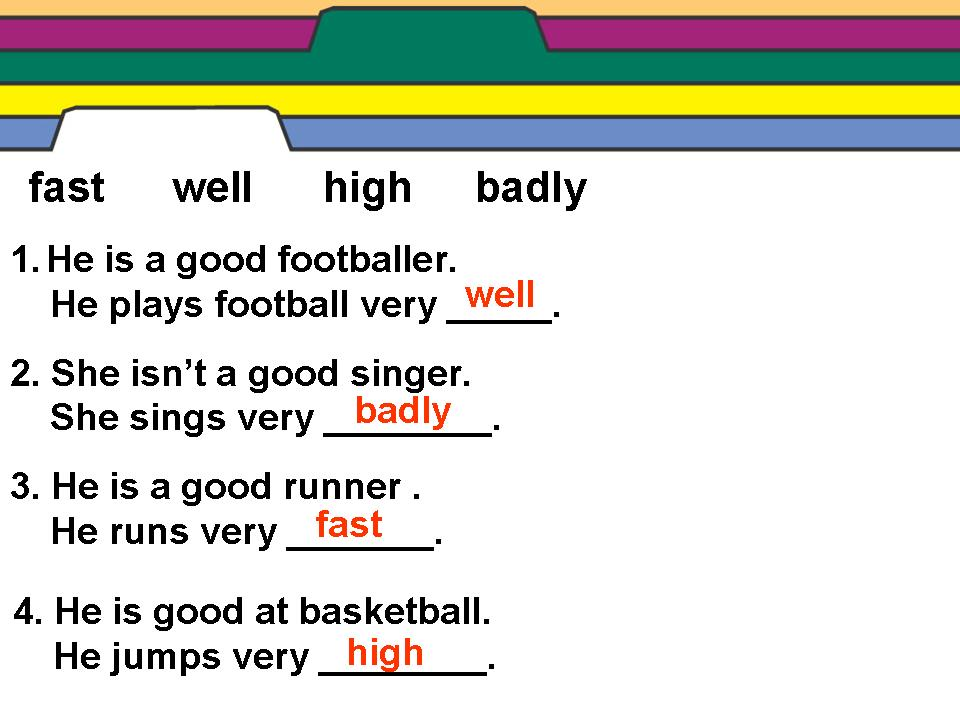 fast well high badly
1. He is a good footballer.
He plays football very well.
2. She isn’t a good singer.
She sings very badly.
3. He is a good runner .
He runs very fast.
4. He is good at basketball.
He jumps very high.